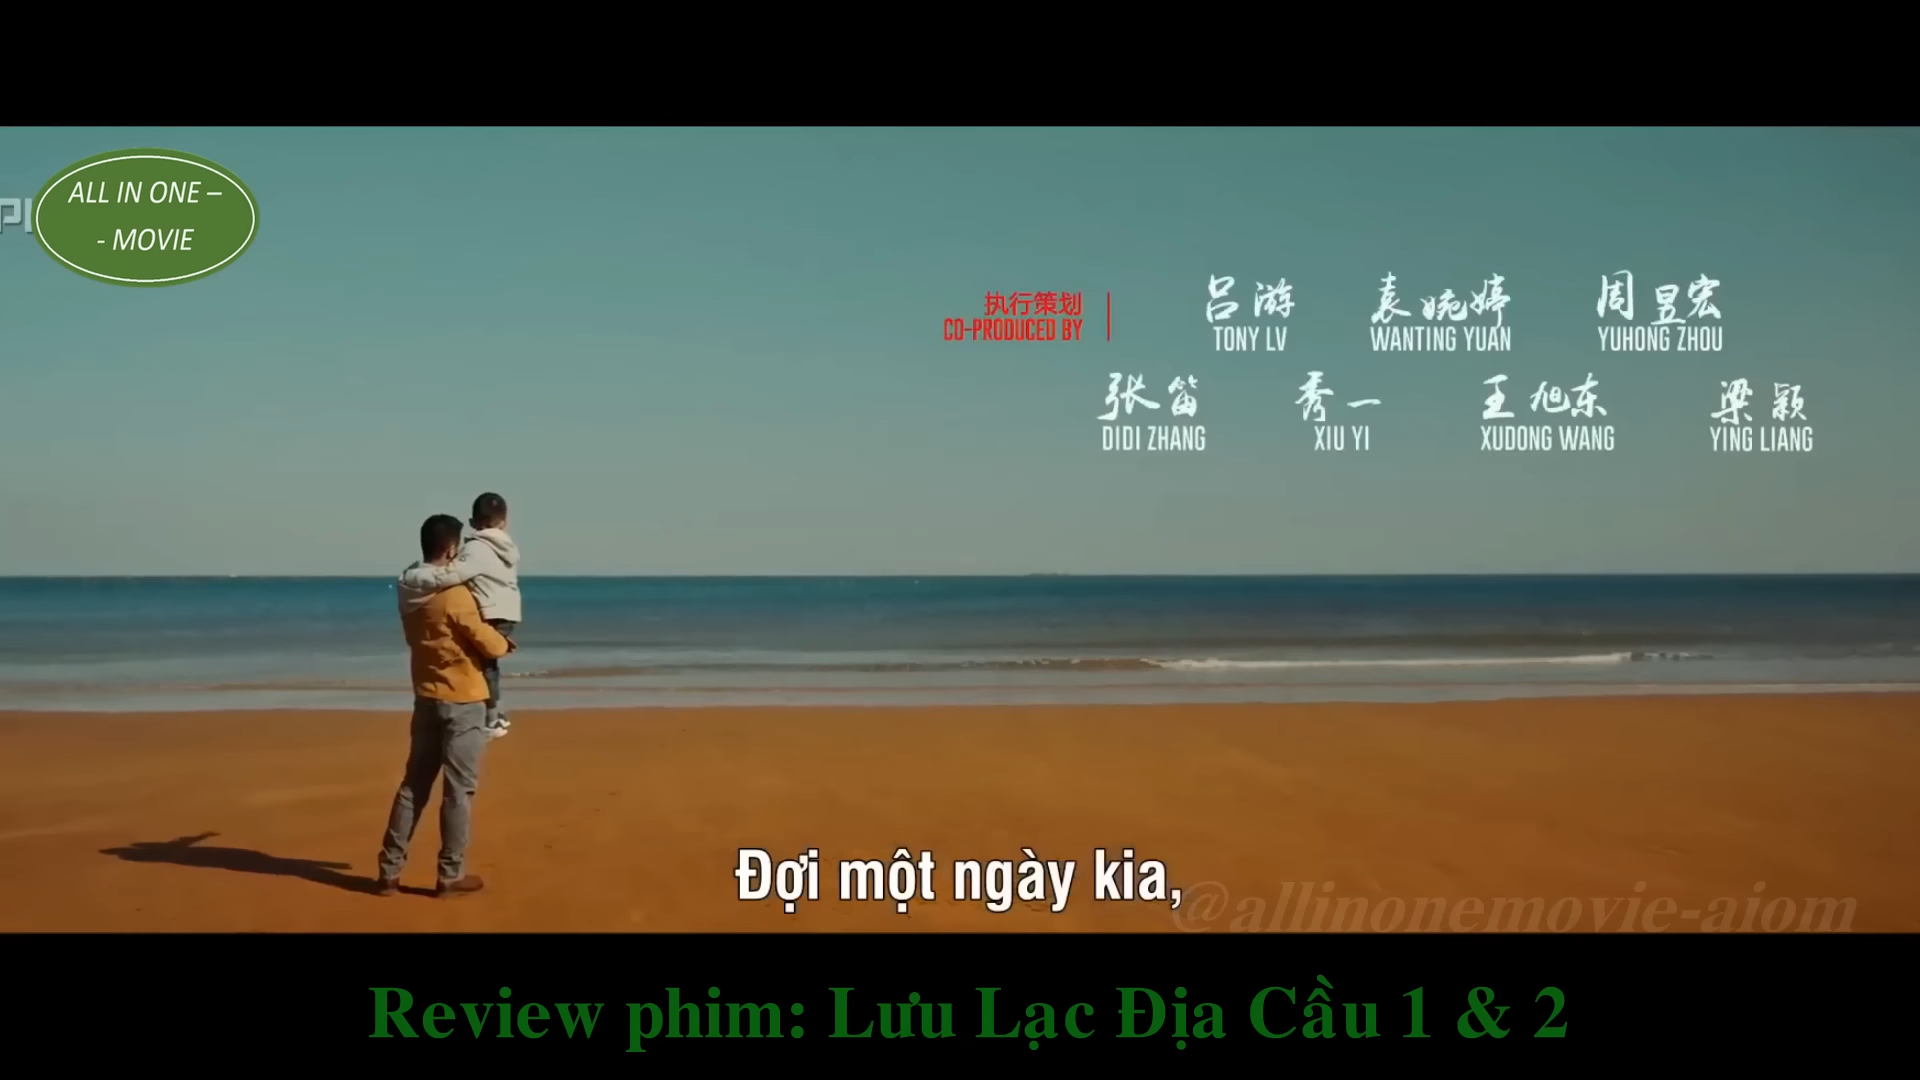 PI
ALL IN ONE –
- MOVIE
执行策划
CO-PRODUCED BY
吕游 袁婉婷 周昱宏
TONY LV WANTING YUAN YUHONG ZHOU
张笛 秀一 王旭东 梁颖
DIDI ZHANG XIU YI XUDONG WANG YING LIANG
Đợi một ngày kia,
@allinonemovie-aiom
Review phim: Lưu Lạc Địa Cầu 1 & 2